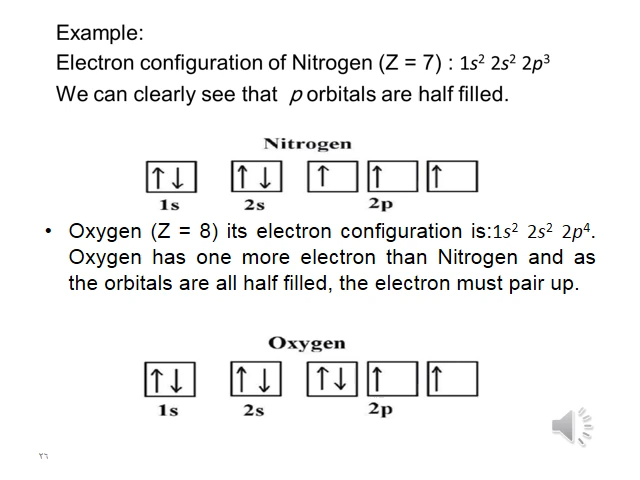 Example:
Electron configuration of Nitrogen (Z = 7) : 1s² 2s² 2p³
We can clearly see that p orbitals are half filled.
Nitrogen
↑↓ ↑↓ ↑ ↑ ↑
1s 2s 2p
• Oxygen (Z = 8) its electron configuration is:1s² 2s² 2p⁴.
Oxygen has one more electron than Nitrogen and as
the orbitals are all half filled, the electron must pair up.
Oxygen
↑↓ ↑↓ ↑↓ ↑ ↑
1s 2s 2p
٢٦